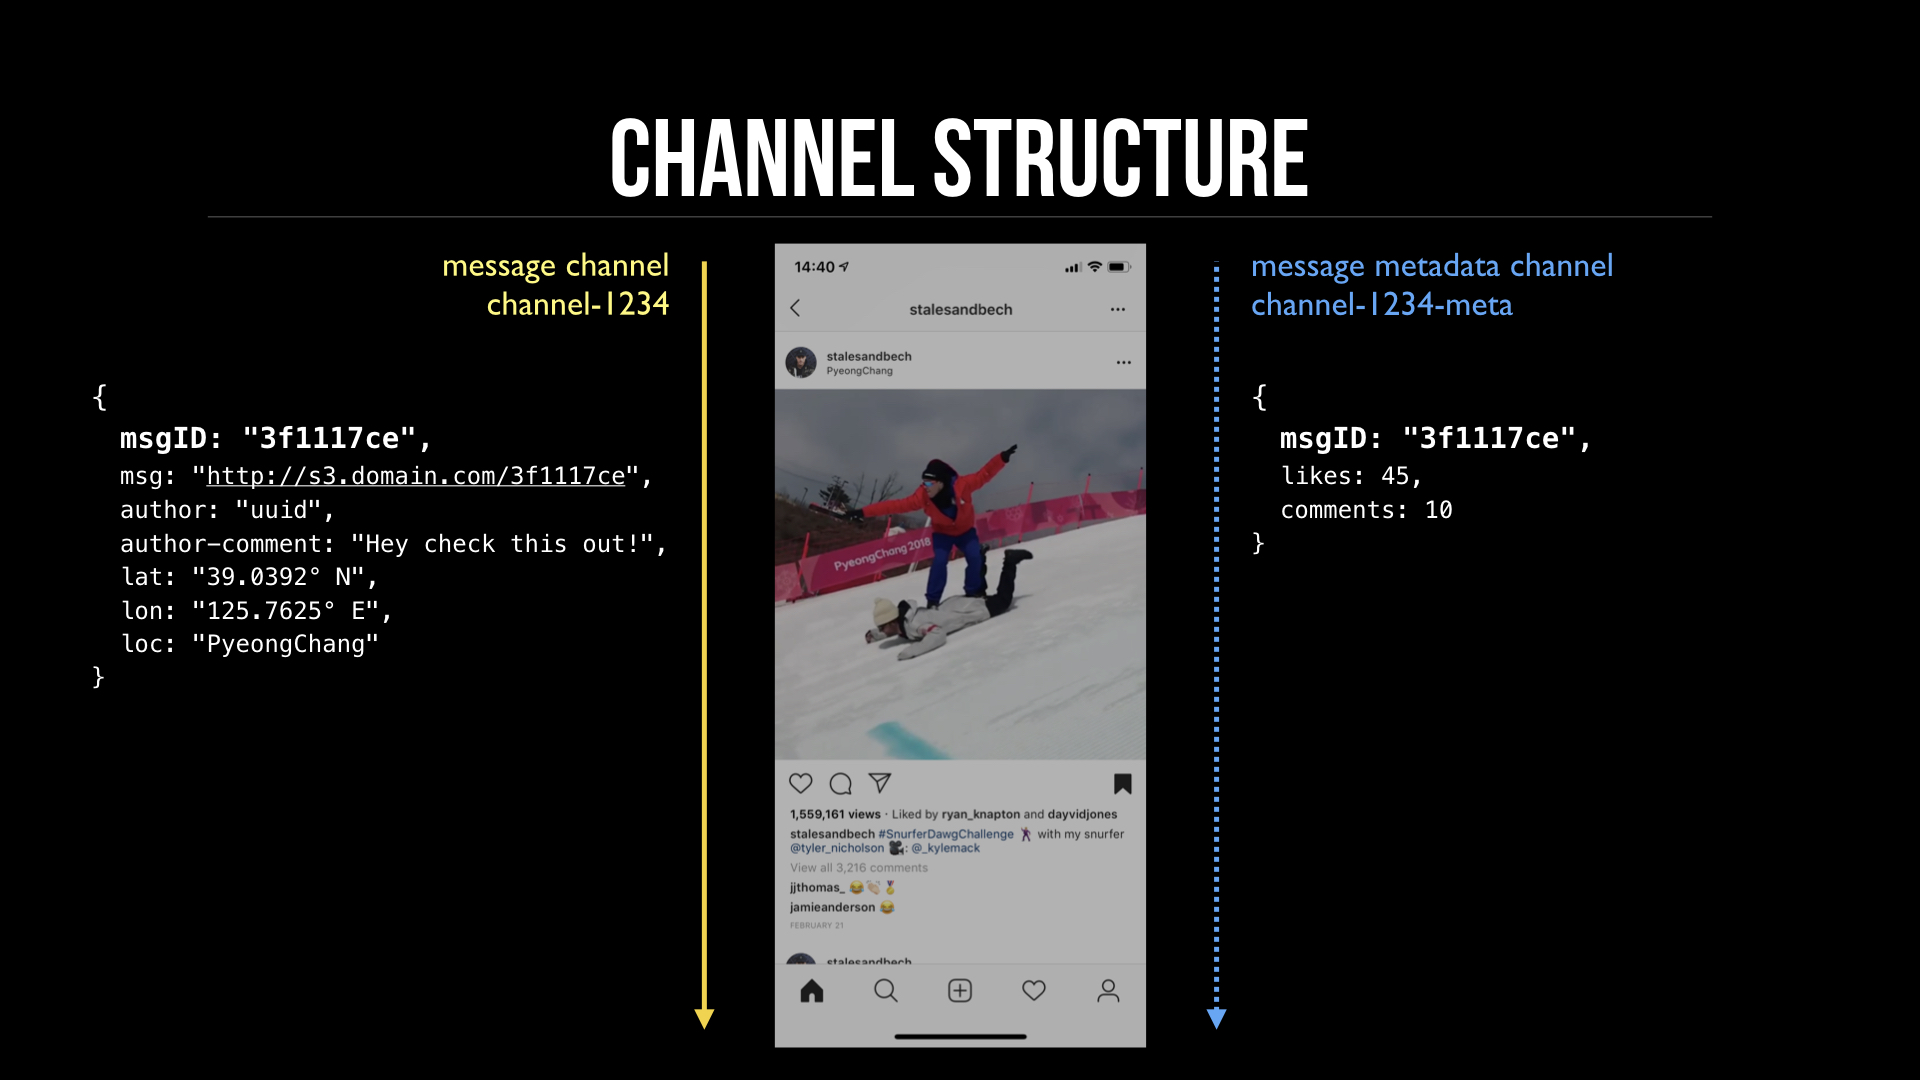 CHANNEL STRUCTURE
message channel
channel-1234
{
msgID: "3f1117ce",
msg: "http://s3.domain.com/3f1117ce",
author: "uuid",
author-comment: "Hey check this out!",
lat: "39.0392° N",
lon: "125.7625° E",
loc: "PyeongChang"
}
14:40
stalesandbech
stalesandbech
PyeongChang
PyeongChang 2018
1,559,161 views · Liked by ryan_knapton and dayvidjones
stalesandbech #SnurferDawgChallenge 🕺 with my snurfer
@tyler_nicholson 🎥: @_kylemack
View all 3,216 comments
jjthomas_ 😂👏🏻🏅
jamieanderson 😂
FEBRUARY 21
stalesandbech
message metadata channel
channel-1234-meta
{
msgID: "3f1117ce",
likes: 45,
comments: 10
}